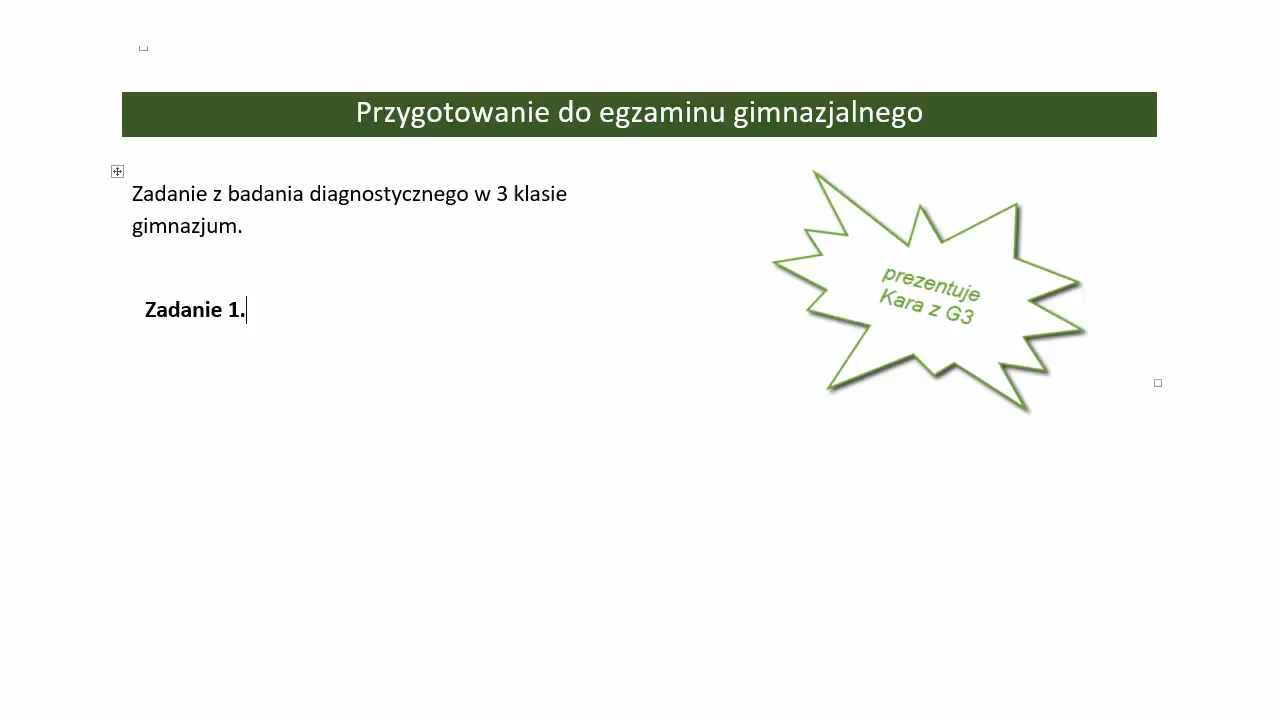 Przygotowanie do egzaminu gimnazjalnego
Zadanie z badania diagnostycznego w 3 klasie
gimnazjum.
prezentuje
Kara z G3
Zadanie 1.